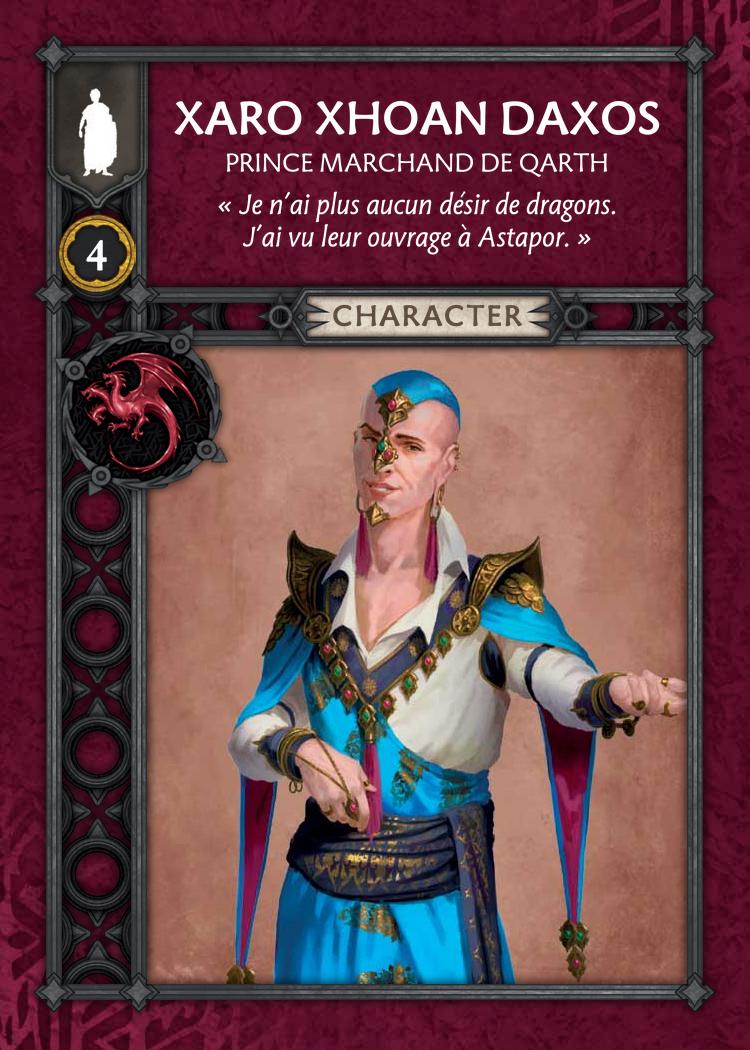 XARO XHOAN DAXOS
PRINCE MARCHAND DE QARTH
« Je n’ai plus aucun désir de dragons.
J’ai vu leur ouvrage à Astapor. »
4
CHARACTER